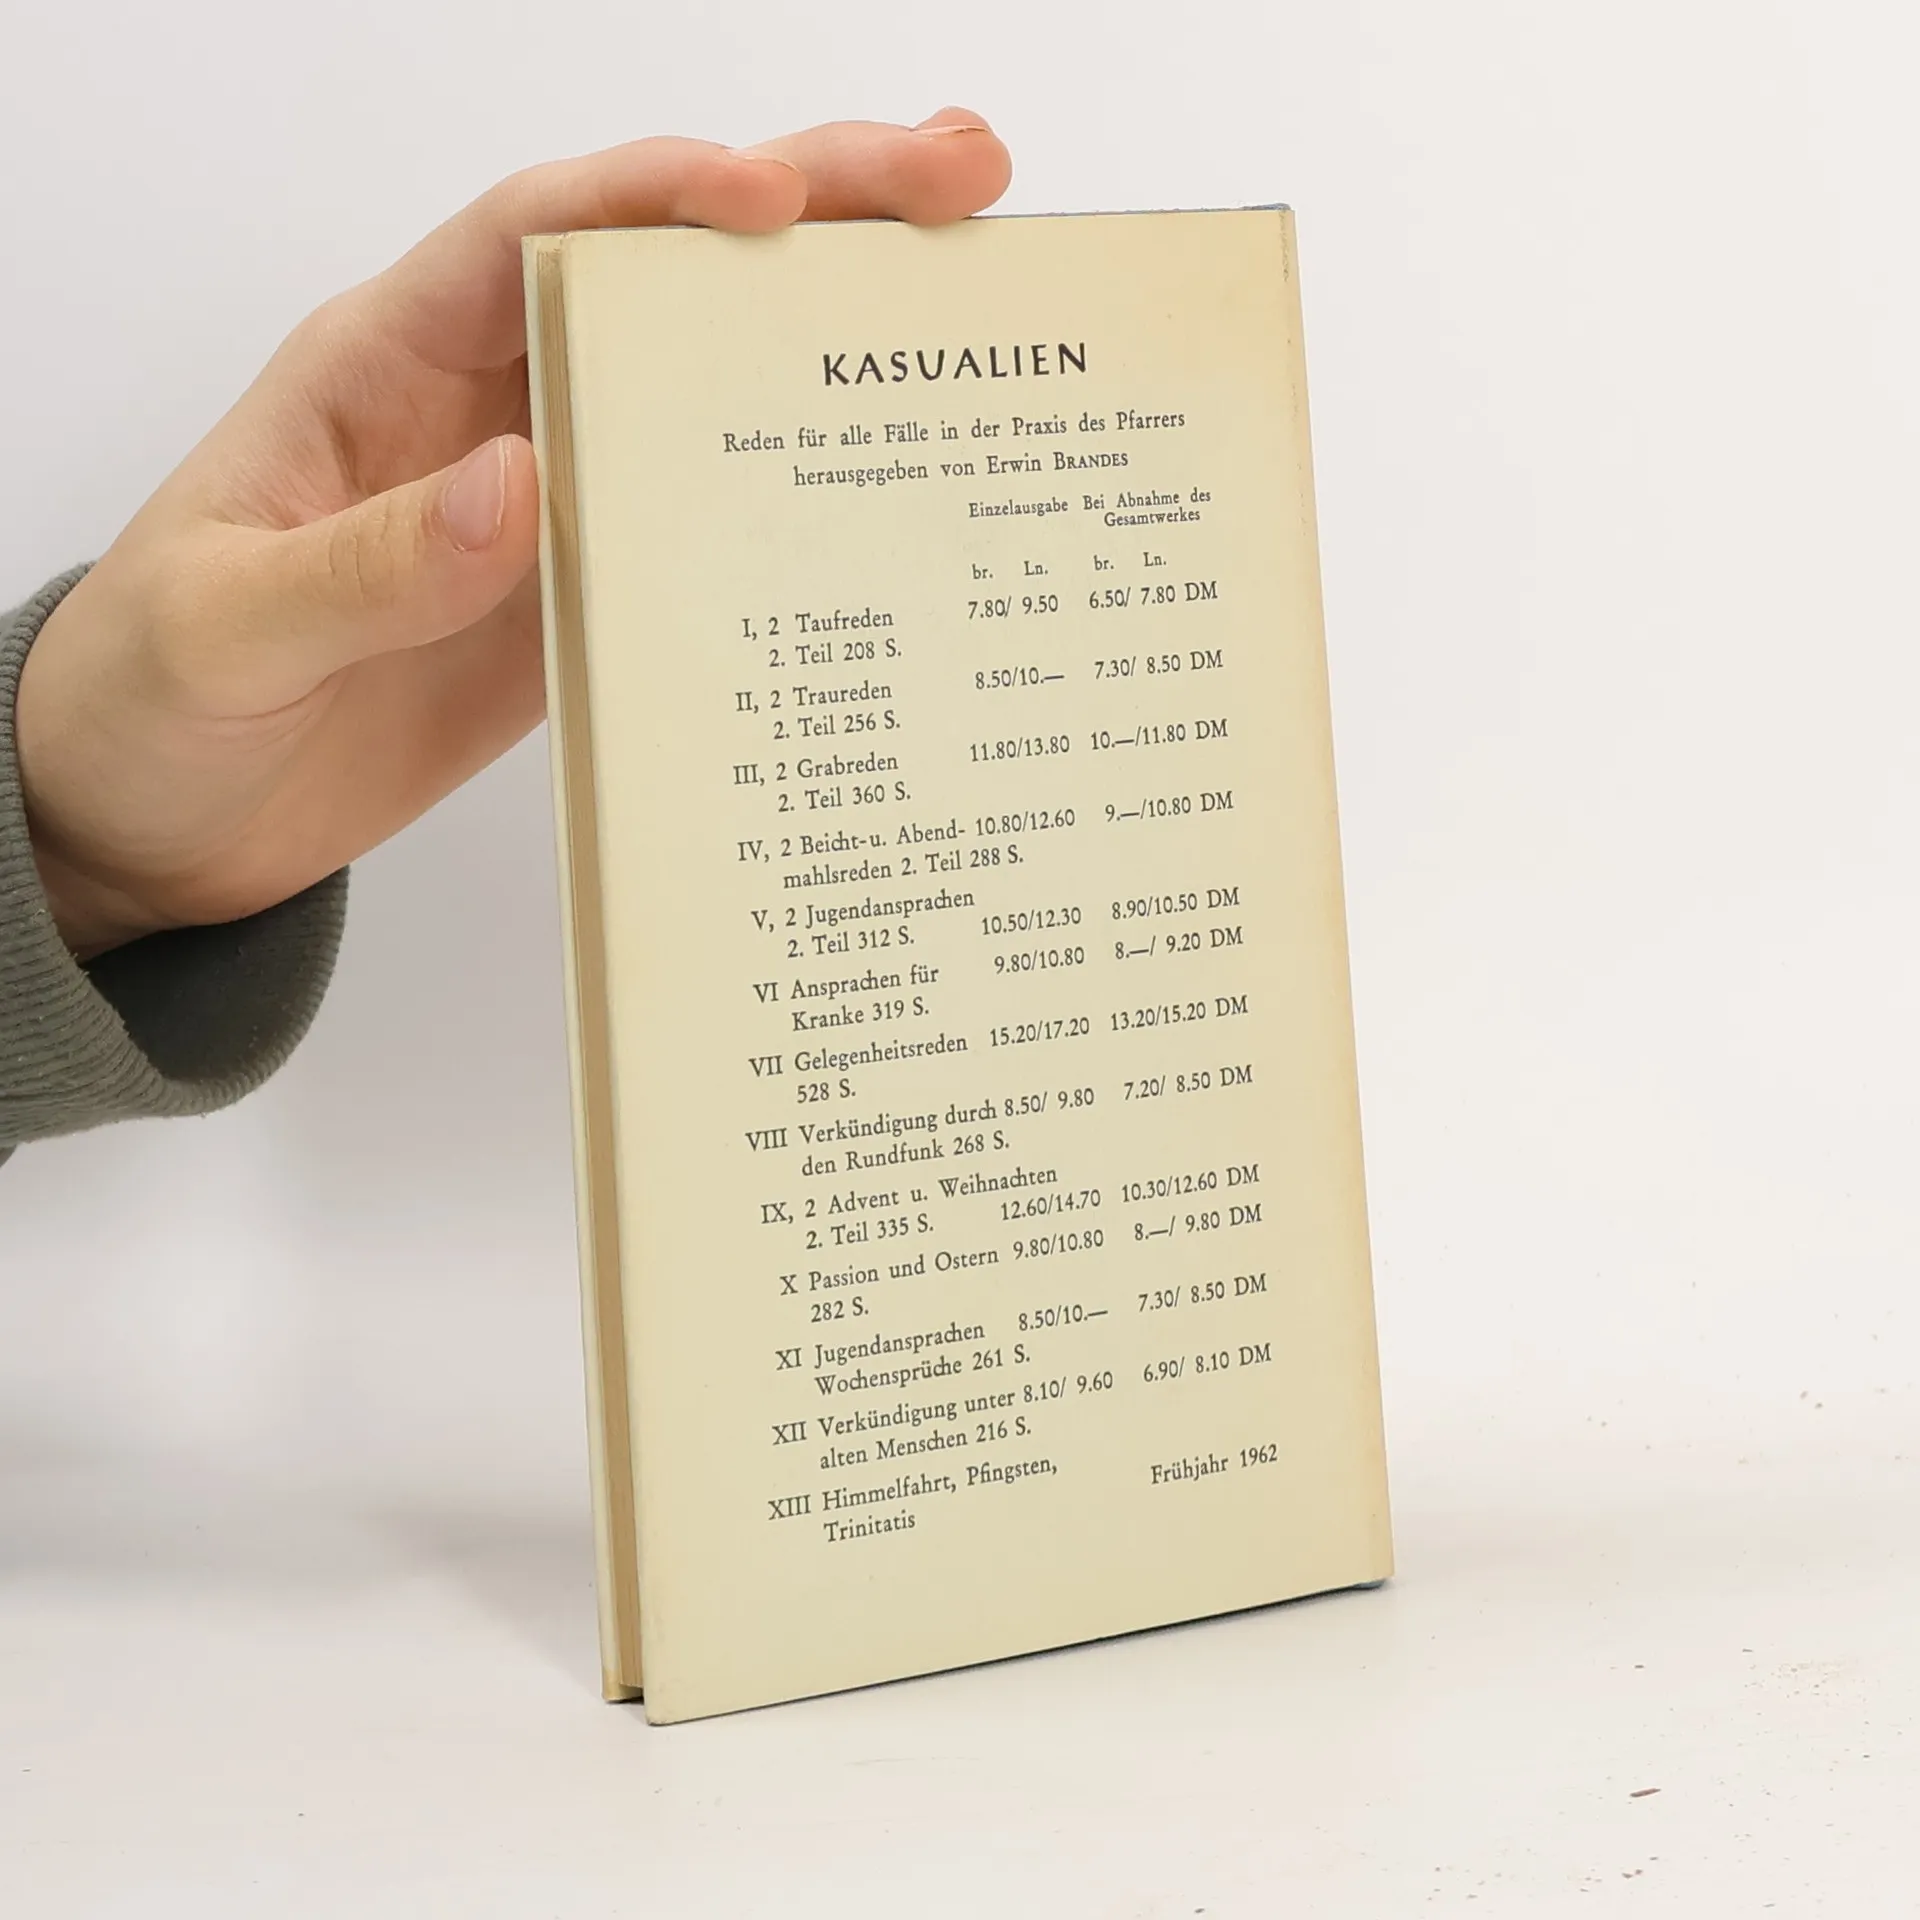 KASUALIEN
Reden für alle Fälle in der Praxis des Pfarrers
herausgegeben von Erwin BRANDES
Einzelausgabe Bei Abnahme des
Gesamtwerkes
br. Ln. br. Ln.
I, 2 Taufreden 7.80/ 9.50 6.50/ 7.80 DM
2. Teil 208 S.
II, 2 Traureden 8.50/10.— 7.30/ 8.50 DM
2. Teil 256 S.
III, 2 Grabreden 11.80/13.80 10.—/11.80 DM
2. Teil 360 S.
IV, 2 Beicht-u. Abend- 10.80/12.60 9.—/10.80 DM
mahlsreden 2. Teil 288 S.
V, 2 Jugendansprachen
2. Teil 312 S. 10.50/12.30 8.90/10.50 DM
VI Ansprachen für 9.80/10.80 8.—/ 9.20 DM
Kranke 319 S.
VII Gelegenheitsreden 15.20/17.20 13.20/15.20 DM
528 S.
VIII Verkündigung durch 8.50/ 9.80 7.20/ 8.50 DM
den Rundfunk 268 S.
IX, 2 Advent u. Weihnachten
2. Teil 335 S. 12.60/14.70 10.30/12.60 DM
X Passion und Ostern 9.80/10.80 8.—/ 9.80 DM
282 S.
XI Jugendansprachen 8.50/10.— 7.30/ 8.50 DM
Wochensprüche 261 S.
XII Verkündigung unter 8.10/ 9.60 6.90/ 8.10 DM
alten Menschen 216 S.
XIII Himmelfahrt, Pfingsten, Frühjahr 1962
Trinitatis